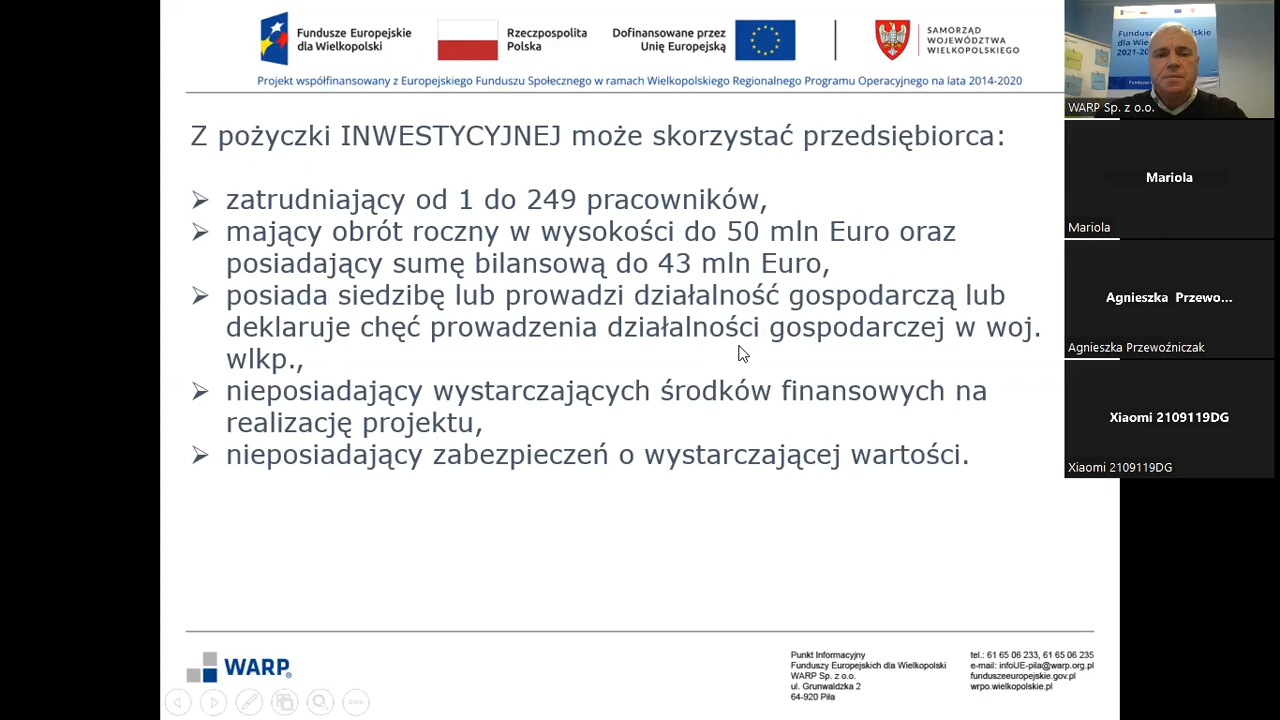 Fundusze Europejskie
dla Wielkopolski
Rzeczpospolita
Polska
Dofinansowane przez
Unię Europejską
SAMORZĄD
WOJEWÓDZTWA
WIELKOPOLSKIEGO
Projekt współfinansowany z Europejskiego Funduszu Społecznego w ramach Wielkopolskiego Regionalnego Programu Operacyjnego na lata 2014-2020
Z pożyczki INWESTYCYJNEJ może skorzystać przedsiębiorca:
➢ zatrudniający od 1 do 249 pracowników,
➢ mający obrót roczny w wysokości do 50 mln Euro oraz
posiadający sumę bilansową do 43 mln Euro,
➢ posiada siedzibę lub prowadzi działalność gospodarczą lub
deklaruje chęć prowadzenia działalności gospodarczej w woj.
wlkp.,
➢ nieposiadający wystarczających środków finansowych na
realizację projektu,
➢ nieposiadający zabezpieczeń o wystarczającej wartości.
WARP
Punkt Informacyjny
Funduszy Europejskich dla Wielkopolski
WARP Sp. z o.o.
ul. Grunwaldzka 2
64-920 Piła
tel.: 61 65 06 233, 61 65 06 235
e-mail: infoUE-pila@warp.org.pl
funduszeeuropejskie.gov.pl
wrpo.wielkopolskie.pl
WARP Sp. z o.o.
Mariola
Mariola
Agnieszka Przewo...
Agnieszka Przewoźniczak
Xiaomi 2109119DG
Xiaomi 2109119DG